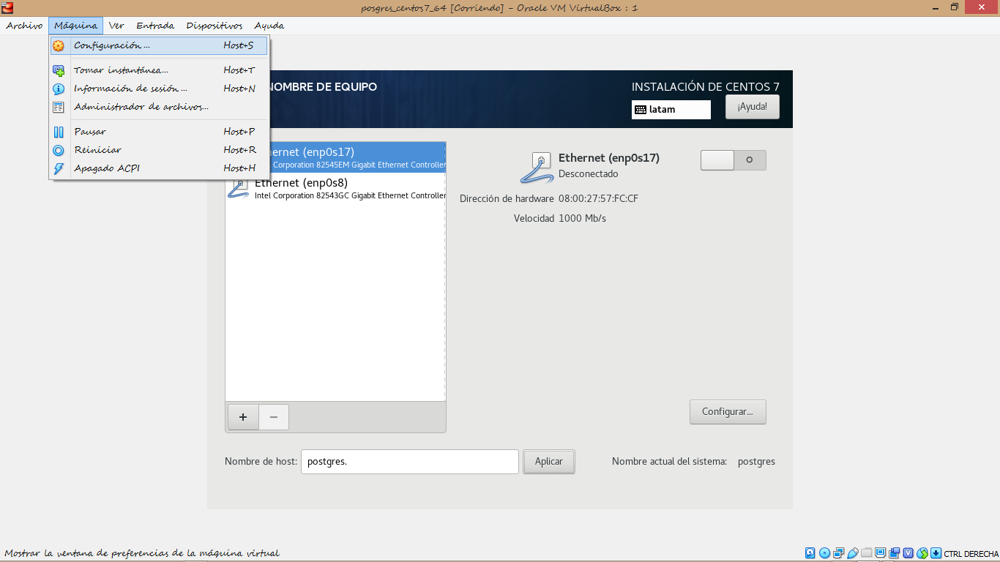 posgres_centos7_64 [Corriendo] - Oracle VM VirtualBox : 1
Archivo Máquina Ver Entrada Dispositivos Ayuda
Configuración ... Host+S
Tomar instantánea... Host+T
Información de sesión ... Host+N
Administrador de archivos...
Pausar Host+P
Reiniciar Host+R
Apagado ACPI Host+H
NOMBRE DE EQUIPO
INSTALACIÓN DE CENTOS 7
latam
¡Ayuda!
ernet (enp0s17)
Corporation 82545EM Gigabit Ethernet Controller
Ethernet (enp0s8)
Intel Corporation 82543GC Gigabit Ethernet Controller
Ethernet (enp0s17)
Desconectado
Dirección de hardware 08:00:27:57:FC:CF
Velocidad 1000 Mb/s
+ −
Configurar...
Nombre de host: postgres. Aplicar Nombre actual del sistema: postgres
Mostrar la ventana de preferencias de la máquina virtual
CTRL DERECHA